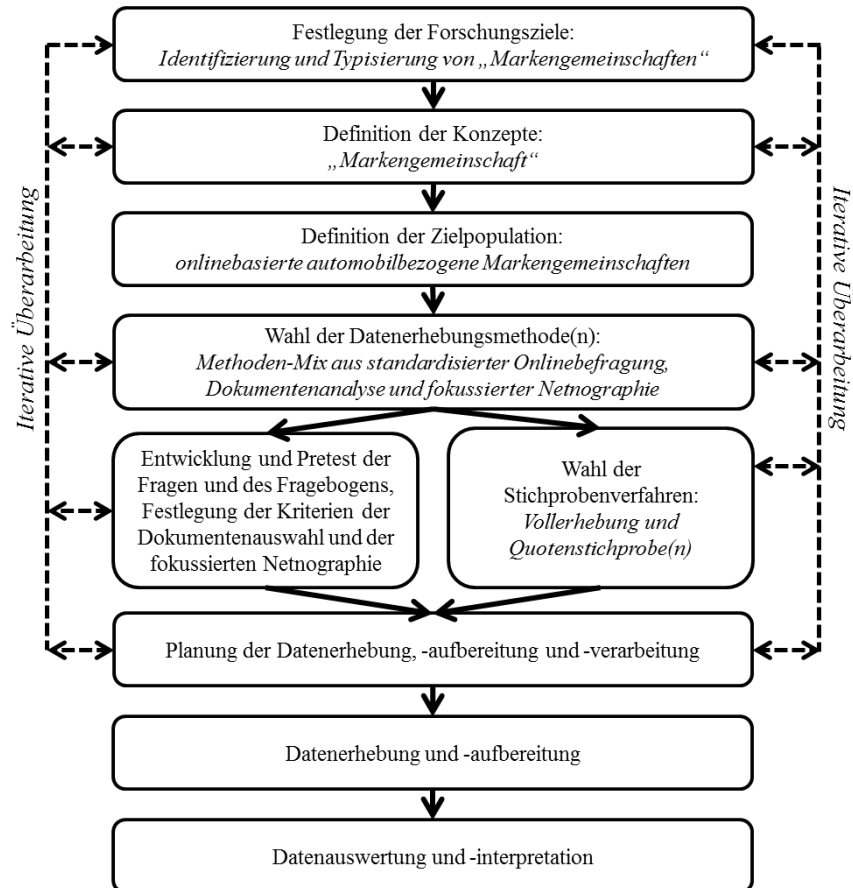 Festlegung der Forschungsziele:
Identifizierung und Typisierung von „Markengemeinschaften“
Definition der Konzepte:
„Markengemeinschaft“
Definition der Zielpopulation:
onlinebasierte automobilbezogene Markengemeinschaften
Iterative Überarbeitung
Iterative Überarbeitung
Wahl der Datenerhebungsmethode(n):
Methoden-Mix aus standardisierter Onlinebefragung,
Dokumentenanalyse und fokussierter Netnographie
Entwicklung und Pretest der
Fragen und des Fragebogens,
Festlegung der Kriterien der
Dokumentenauswahl und der
fokussierten Netnographie
Wahl der
Stichprobenverfahren:
Vollerhebung und
Quotenstichprobe(n)
Planung der Datenerhebung, -aufbereitung und -verarbeitung
Datenerhebung und -aufbereitung
Datenauswertung und -interpretation